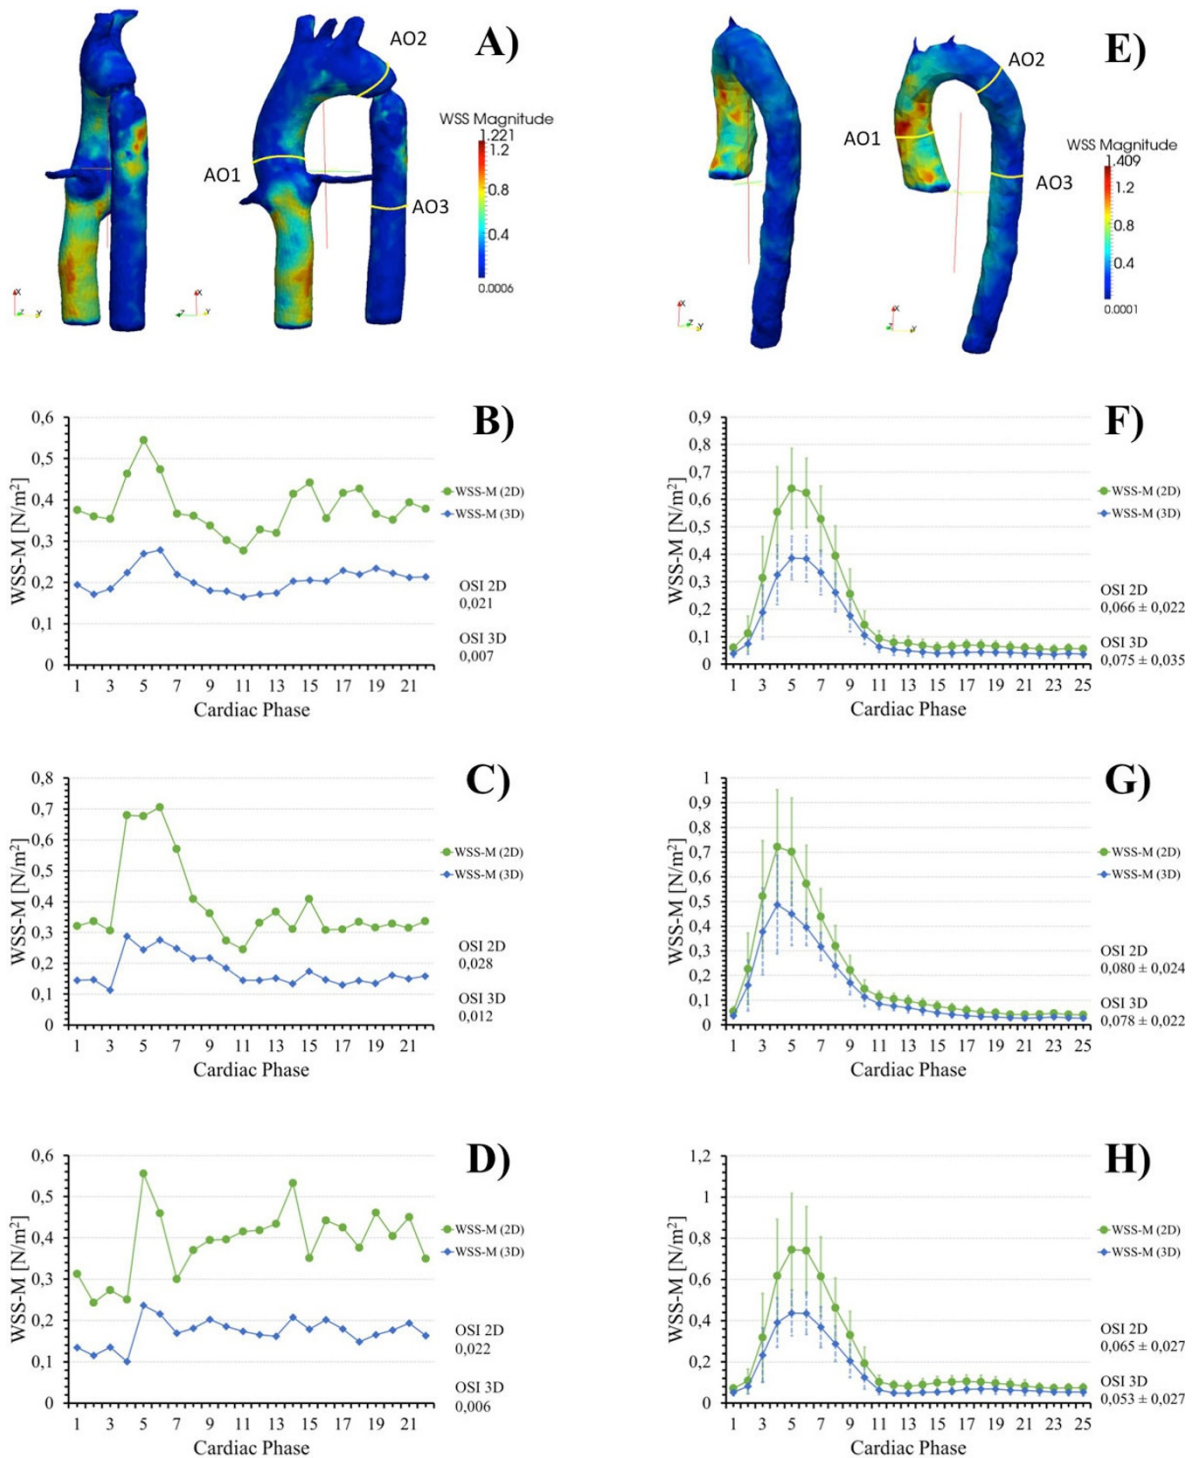 A)
AO2
WSS Magnitude
1.221
1.2
0.8
0.4
0.0006
AO1
AO3
X
Z
Y
X
Z
Y
E)
AO2
WSS Magnitude
1.409
1.2
0.8
0.4
0.0001
AO1
AO3
X
Z
Y
X
Z
Y
B)
WSS-M [N/m²]
0,6
0,5
0,4
0,3
0,2
0,1
0
1 3 5 7 9 11 13 15 17 19 21
Cardiac Phase
WSS-M (2D)
WSS-M (3D)
OSI 2D
0,021
OSI 3D
0,007
F)
WSS-M [N/m²]
0,9
0,8
0,7
0,6
0,5
0,4
0,3
0,2
0,1
0
1 3 5 7 9 11 13 15 17 19 21 23 25
Cardiac Phase
WSS-M (2D)
WSS-M (3D)
OSI 2D
0,066 ± 0,022
OSI 3D
0,075 ± 0,035
C)
WSS-M [N/m²]
0,8
0,7
0,6
0,5
0,4
0,3
0,2
0,1
0
1 3 5 7 9 11 13 15 17 19 21
Cardiac Phase
WSS-M (2D)
WSS-M (3D)
OSI 2D
0,028
OSI 3D
0,012
G)
WSS-M [N/m²]
1
0,9
0,8
0,7
0,6
0,5
0,4
0,3
0,2
0,1
0
1 3 5 7 9 11 13 15 17 19 21 23 25
Cardiac Phase
WSS-M (2D)
WSS-M (3D)
OSI 2D
0,080 ± 0,024
OSI 3D
0,078 ± 0,022
D)
WSS-M [N/m²]
0,6
0,5
0,4
0,3
0,2
0,1
0
1 3 5 7 9 11 13 15 17 19 21
Cardiac Phase
WSS-M (2D)
WSS-M (3D)
OSI 2D
0,022
OSI 3D
0,006
H)
WSS-M [N/m²]
1,2
1
0,8
0,6
0,4
0,2
0
1 3 5 7 9 11 13 15 17 19 21 23 25
Cardiac Phase
WSS-M (2D)
WSS-M (3D)
OSI 2D
0,065 ± 0,027
OSI 3D
0,053 ± 0,027